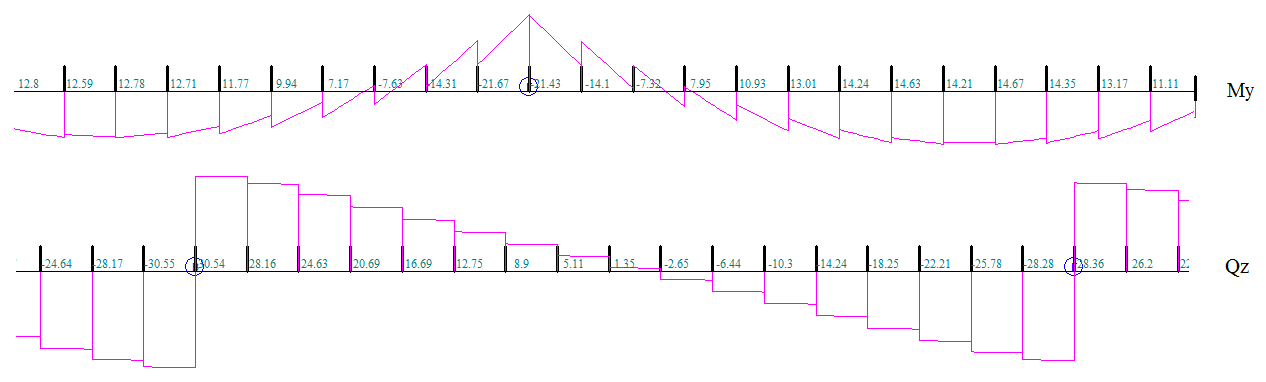 12.8 12.59 12.78 12.71 11.77 9.94 7.17 -7.63 -14.31 -21.67 -21.43 -14.1 -7.32 7.95 10.93 13.01 14.24 14.63 14.21 14.67 14.35 13.17 11.11 My
-24.64 -28.17 -30.55 30.54 28.16 24.63 20.69 16.69 12.75 8.9 5.11 1.35 -2.65 -6.44 -10.3 -14.24 -18.25 -22.21 -25.78 -28.28 28.36 26.2 Qz